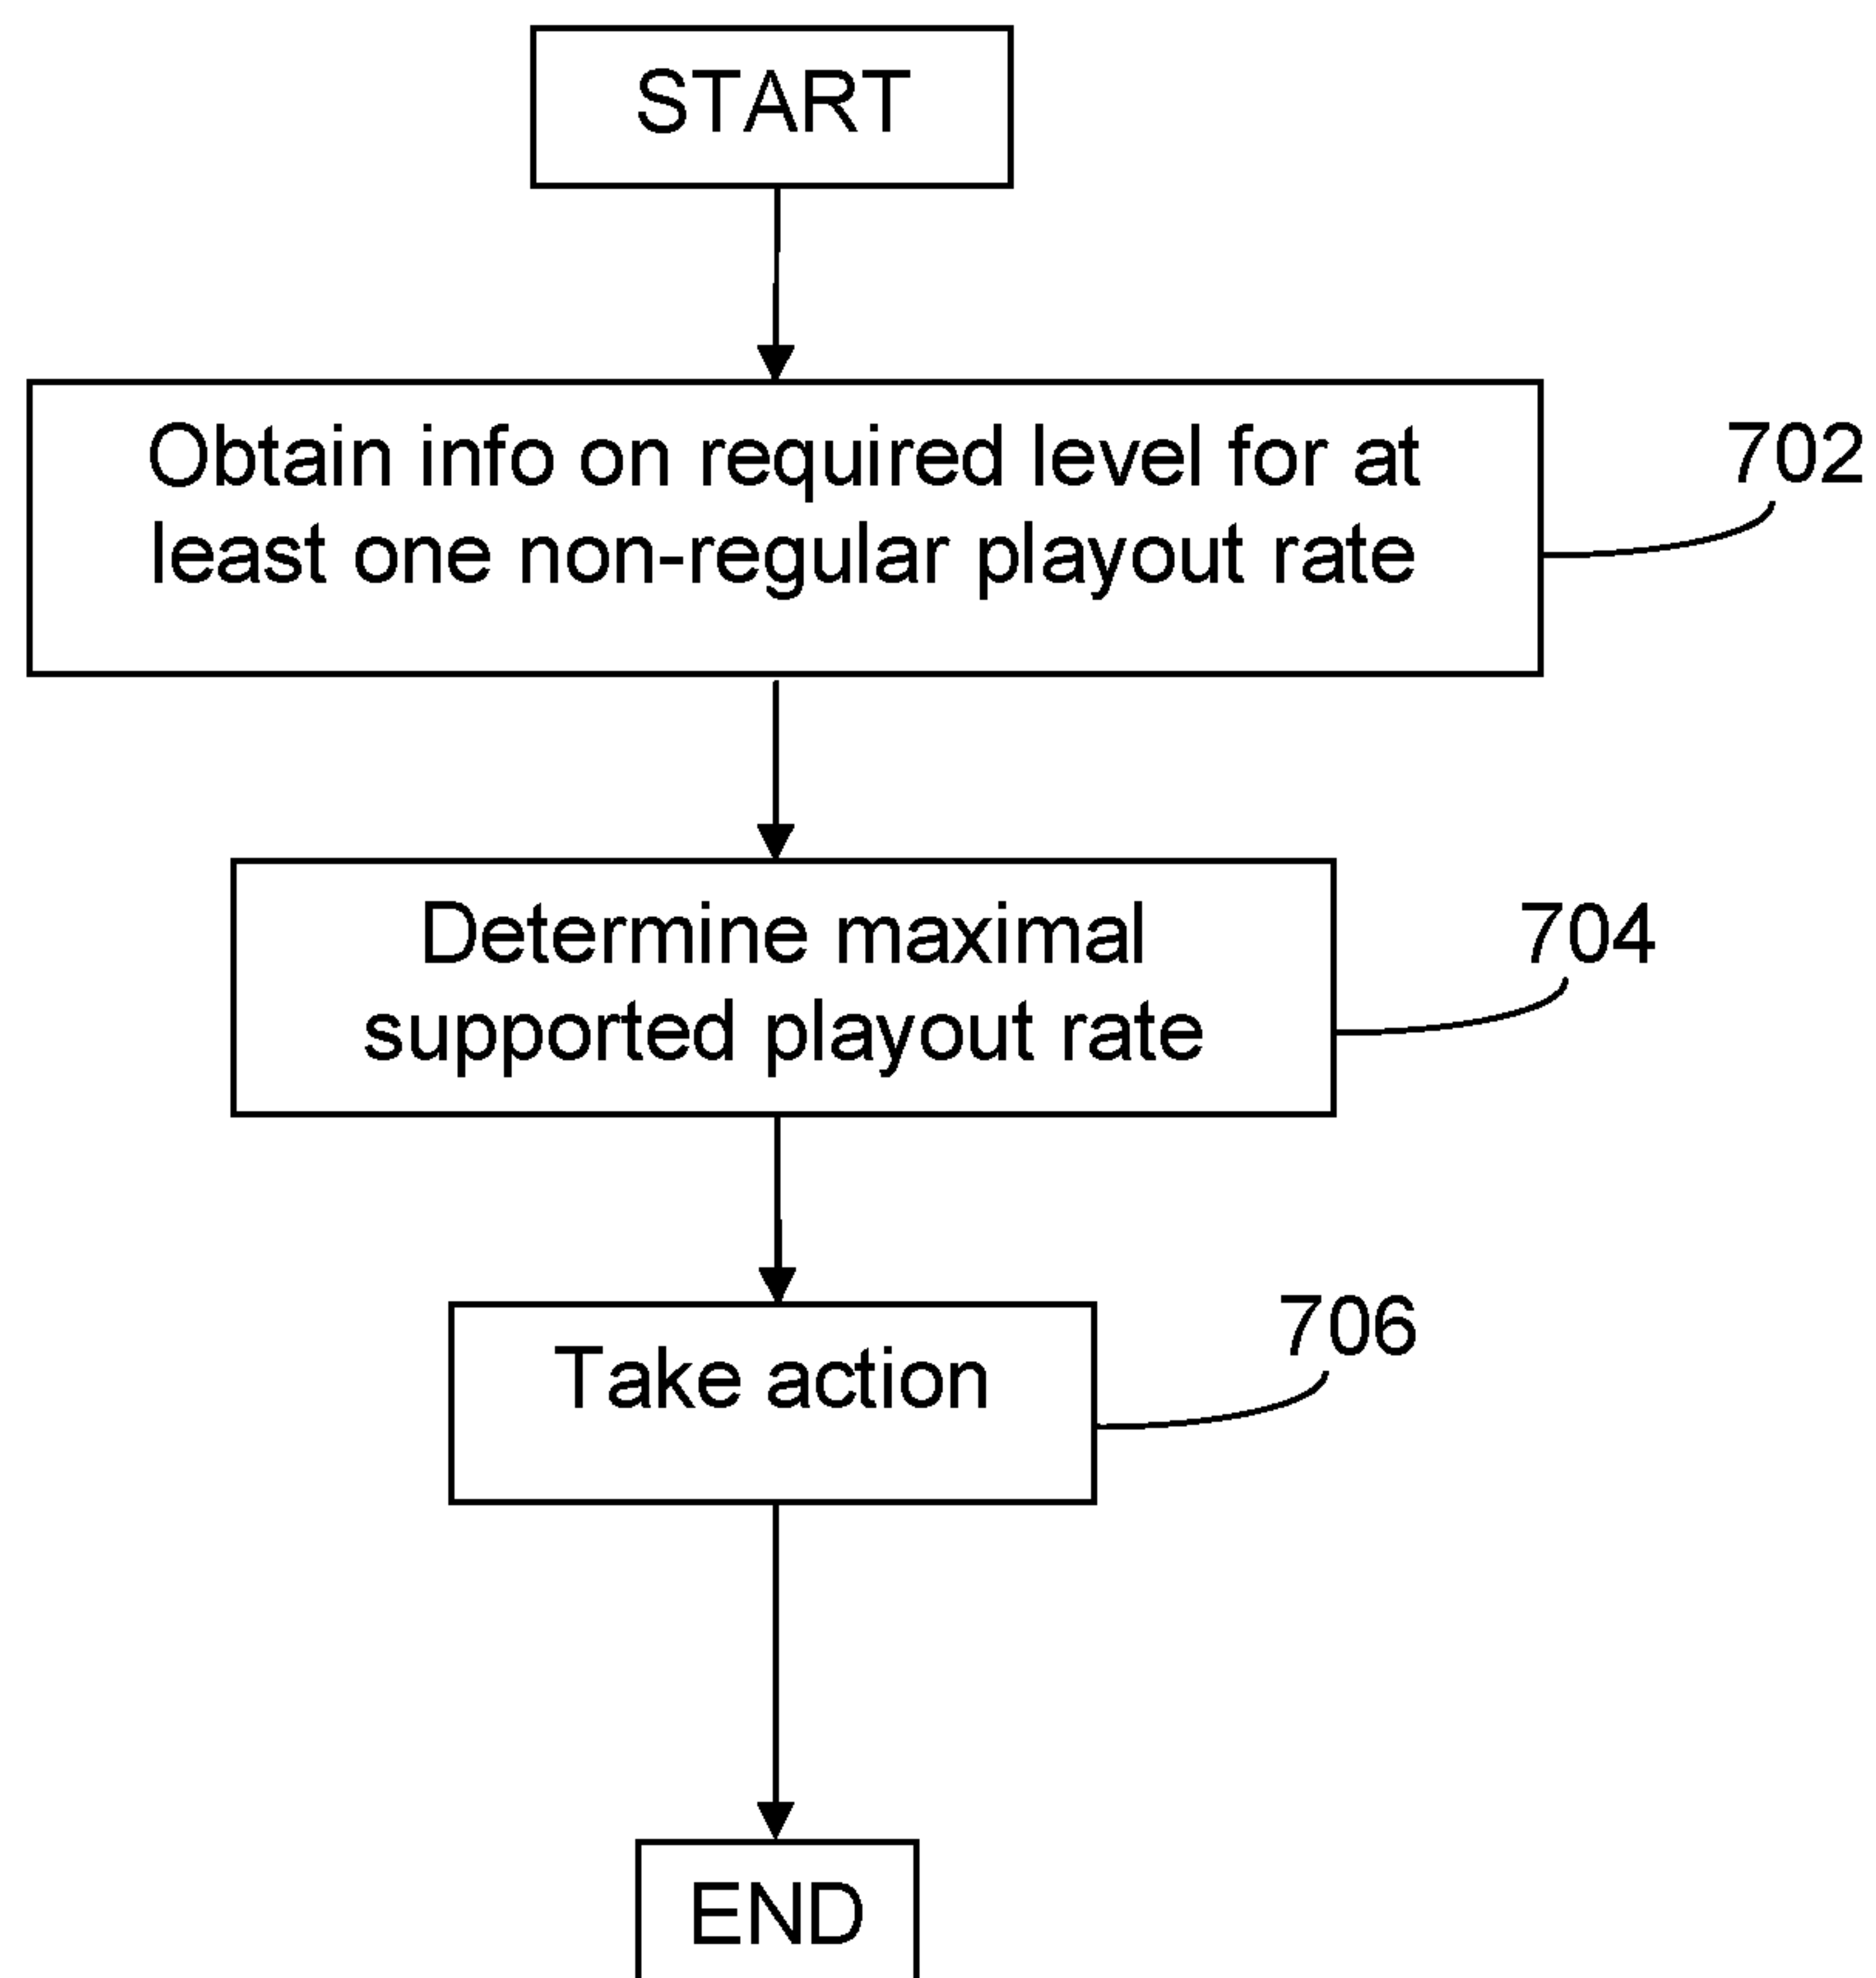 START
Obtain info on required level for at
least one non-regular playout rate
702
Determine maximal
supported playout rate
704
Take action
706
END